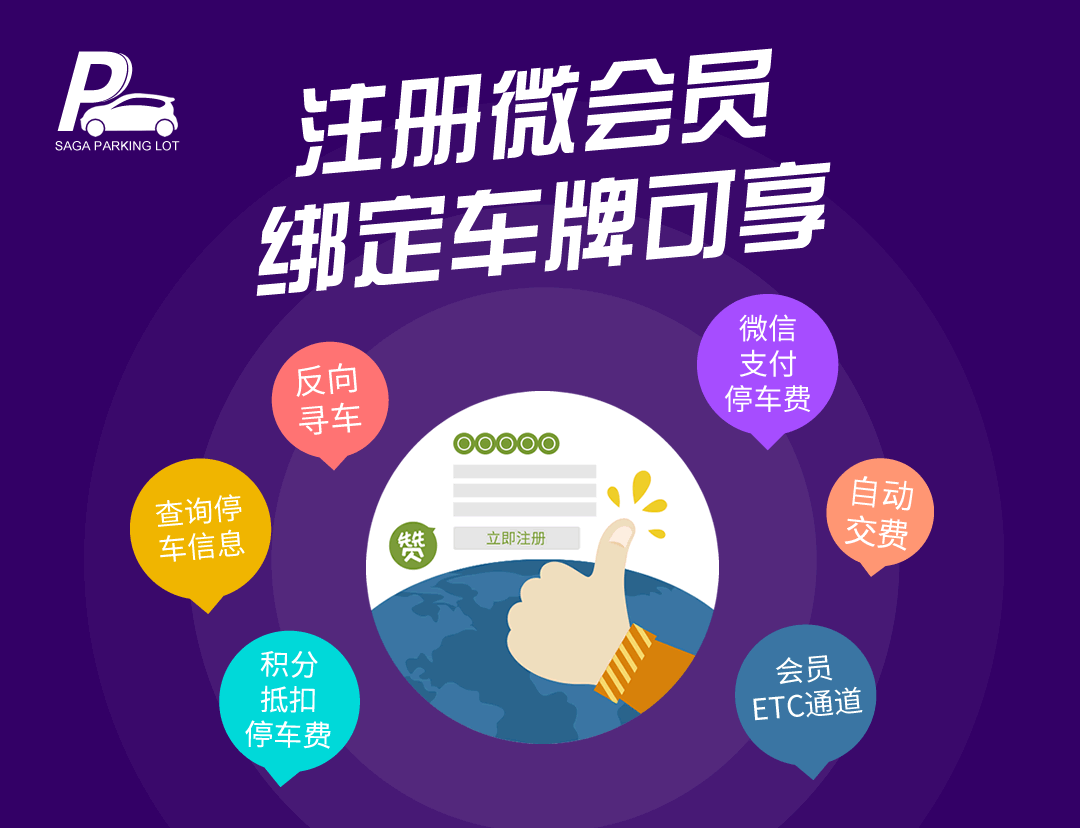 SAGA PARKING LOT
注册微会员
绑定车牌可享
反向
寻车
微信
支付
停车费
查询停
车信息
自动
交费
赞
立即注册
积分
抵扣
停车费
会员
ETC通道